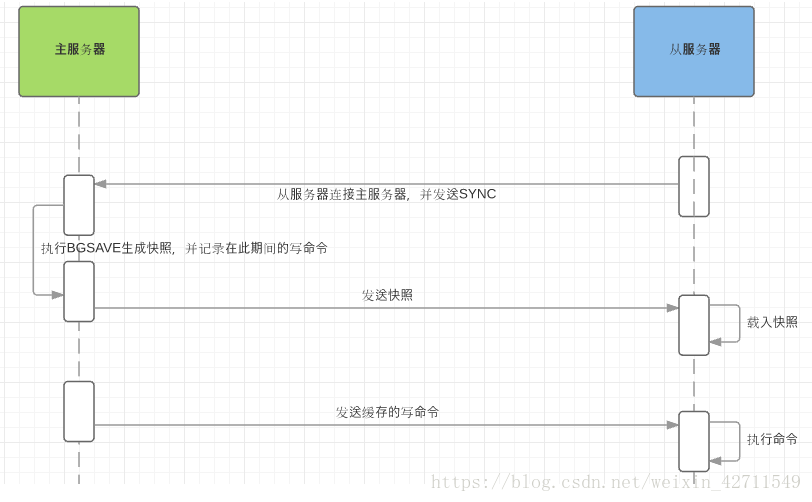 主服务器
从服务器
从服务器连接主服务器，并发送SYNC
执行BGSAVE生成快照，并记录在此期间的写命令
发送快照
载入快照
发送缓存的写命令
执行命令
https://blog.csdn.net/weixin_42711549